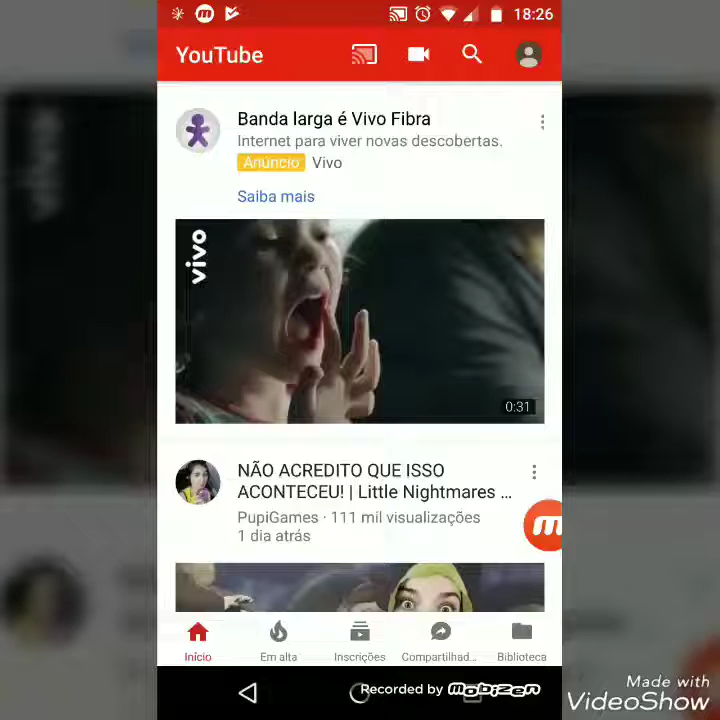 18:26
YouTube
Banda larga é Vivo Fibra
Internet para viver novas descobertas.
Anúncio Vivo
Saiba mais
vivo
0:31
NÃO ACREDITO QUE ISSO
ACONTECEU! | Little Nightmares ...
PupiGames · 111 mil visualizações
1 dia atrás
m
Início Em alta Inscrições Compartilhad... Biblioteca
Recorded by mobizen
Made with
VideoShow